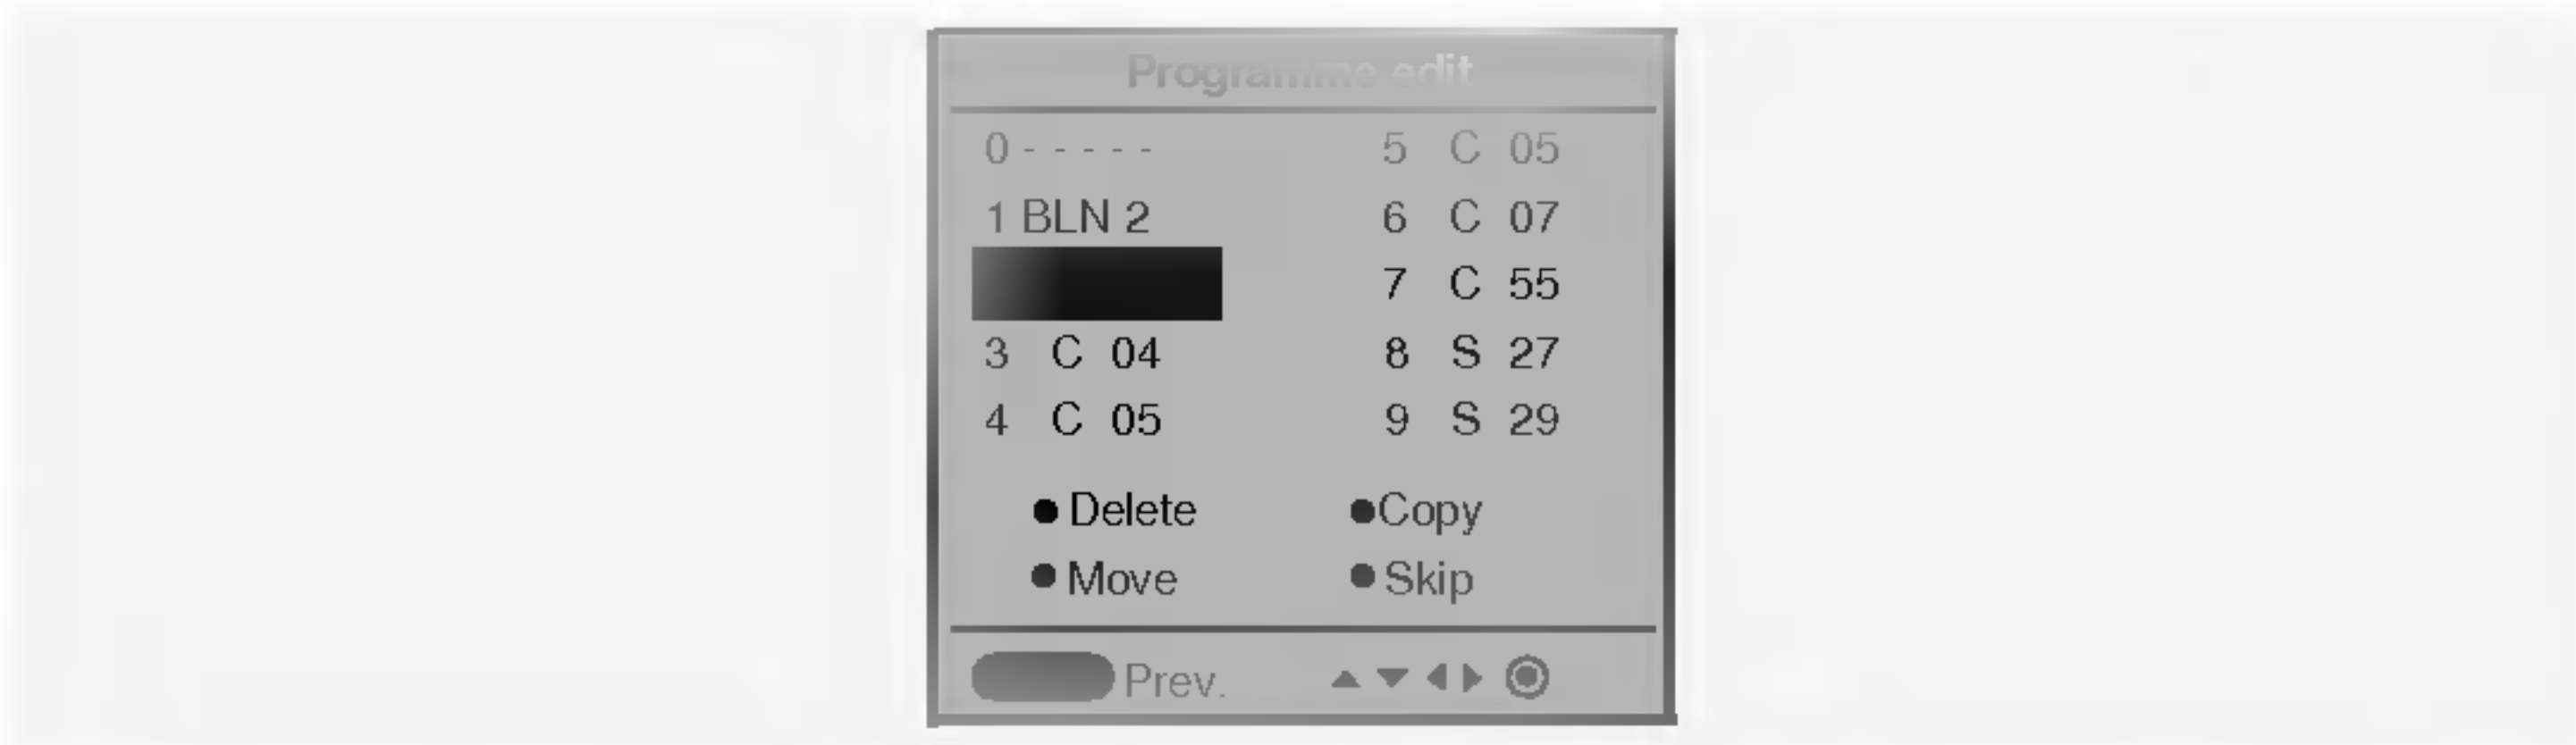 Programme edit
0 - - - - - 5 C 05
1 BLN 2 6 C 07
7 C 55
3 C 04 8 S 27
4 C 05 9 S 29
Delete Copy
Move Skip
Prev.